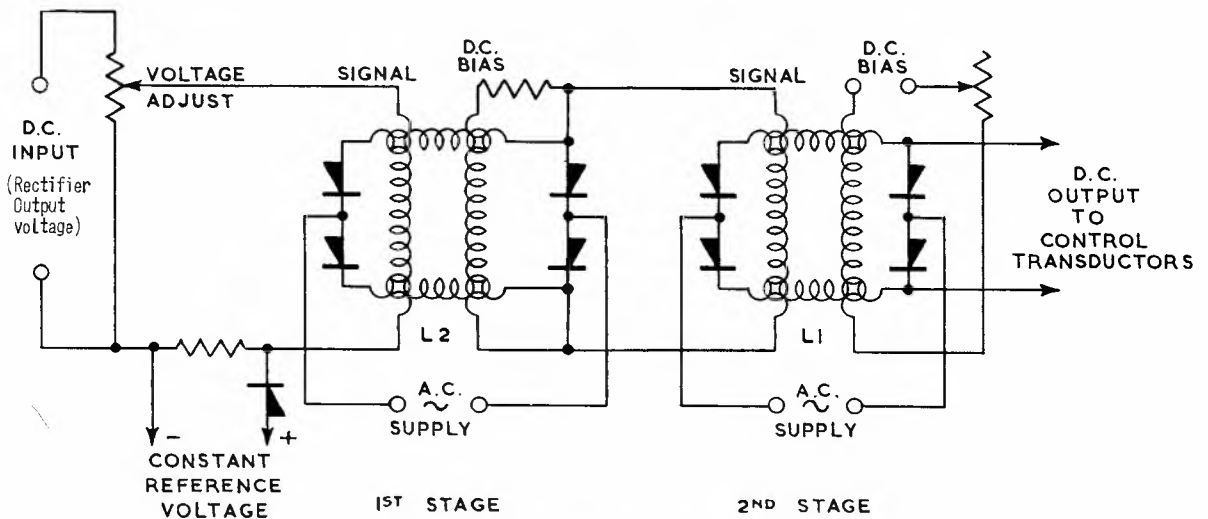 VOLTAGE
ADJUST
D.C.
INPUT
(Rectifier
Output
voltage)
SIGNAL
D.C.
BIAS
L2
A.C.
~
SUPPLY
-
+
CONSTANT
REFERENCE
VOLTAGE
1ST STAGE
SIGNAL
D.C.
BIAS
L1
A.C.
~
SUPPLY
D.C.
OUTPUT
TO
CONTROL
TRANSDUCTORS
2ND STAGE